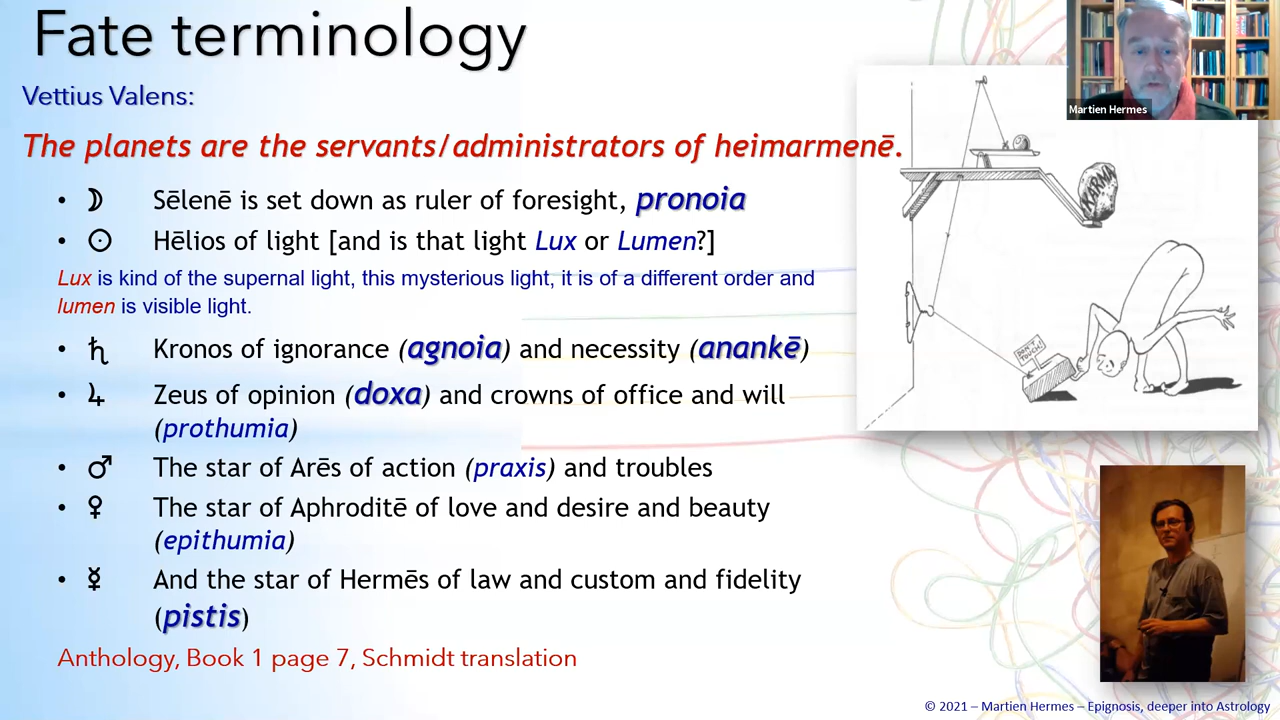 Fate terminology
Vettius Valens:
Martien Hermes
The planets are the servants/administrators of heimarmenē.
• ☽ Sēlenē is set down as ruler of foresight, pronoia
• ☉ Hēlios of light [and is that light Lux or Lumen?]
Lux is kind of the supernal light, this mysterious light, it is of a different order and
lumen is visible light.
• ♄ Kronos of ignorance (agnoia) and necessity (anankē)
• ♃ Zeus of opinion (doxa) and crowns of office and will
(prothumia)
• ♂ The star of Arēs of action (praxis) and troubles
• ♀ The star of Aphroditē of love and desire and beauty
(epithumia)
• ☿ And the star of Hermēs of law and custom and fidelity
(pistis)
Anthology, Book 1 page 7, Schmidt translation
KARMA
DON'T
TOUCH!
© 2021 – Martien Hermes – Epignosis, deeper into Astrology